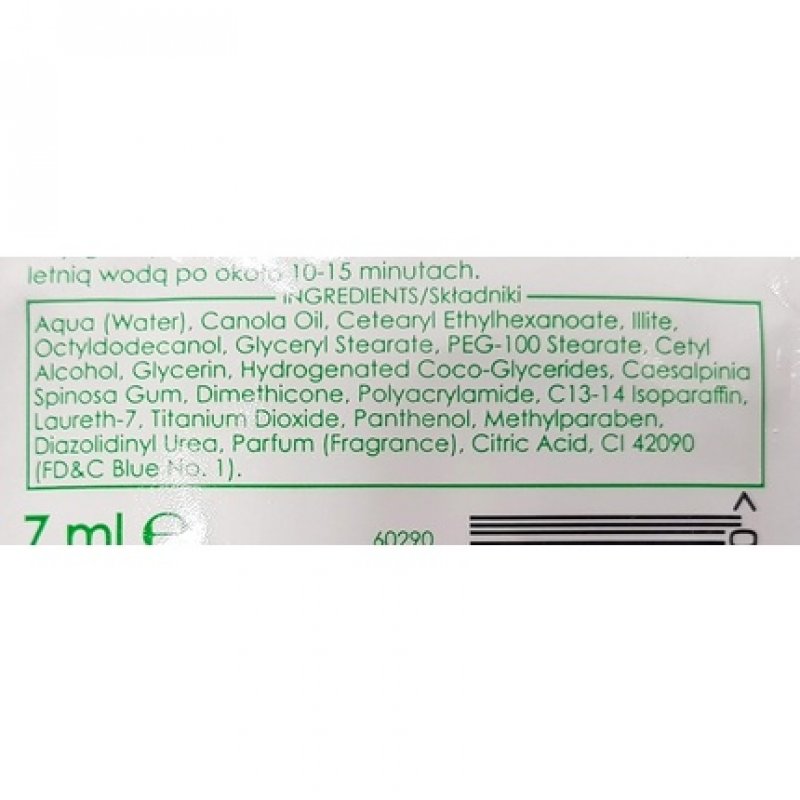 letnią wodą po około 10-15 minutach.
INGREDIENTS/Składniki
Aqua (Water), Canola Oil, Cetearyl Ethylhexanoate, Illite,
Octyldodecanol, Glyceryl Stearate, PEG-100 Stearate, Cetyl
Alcohol, Glycerin, Hydrogenated Coco-Glycerides, Caesalpinia
Spinosa Gum, Dimethicone, Polyacrylamide, C13-14 Isoparaffin,
Laureth-7, Titanium Dioxide, Panthenol, Methylparaben,
Diazolidinyl Urea, Parfum (Fragrance), Citric Acid, CI 42090
(FD&C Blue No. 1).
7 ml ℮
60290